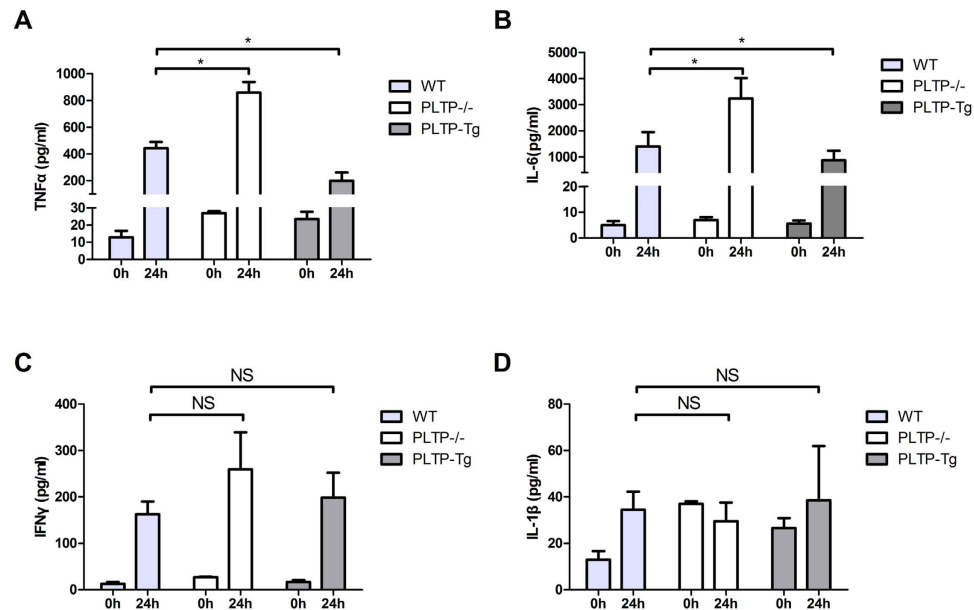 A
*
*
TNFα (pg/ml)
1000
800
600
400
200
30
20
10
0
0h 24h 0h 24h 0h 24h
WT
PLTP-/-
PLTP-Tg
B
*
*
IL-6(pg/ml)
5000
4000
3000
2000
1000
20
10
0
0h 24h 0h 24h 0h 24h
WT
PLTP-/-
PLTP-Tg
C
NS
NS
IFNγ (pg/ml)
400
300
200
100
0
0h 24h 0h 24h 0h 24h
WT
PLTP-/-
PLTP-Tg
D
NS
NS
IL-1β (pg/ml)
80
60
40
20
0
0h 24h 0h 24h 0h 24h
WT
PLTP-/-
PLTP-Tg